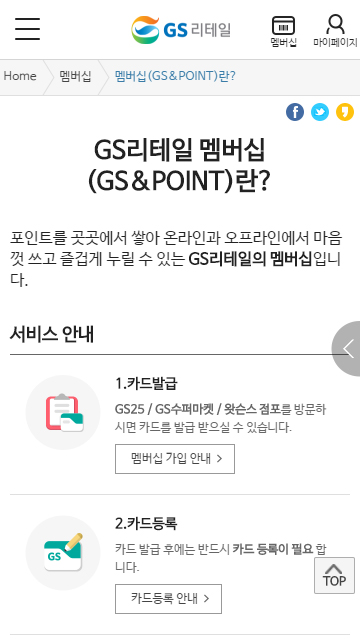 GS 리테일
멤버십
마이페이지
Home
멤버십
멤버십(GS&POINT)란?
GS리테일 멤버십
(GS&POINT)란?
포인트를 곳곳에서 쌓아 온라인과 오프라인에서 마음
껏 쓰고 즐겁게 누릴 수 있는 GS리테일의 멤버십입니
다.
서비스 안내
1.카드발급
GS25 / GS수퍼마켓 / 왓슨스 점포를 방문하
시면 카드를 발급 받으실 수 있습니다.
멤버십 가입 안내
GS
2.카드등록
카드 발급 후에는 반드시 카드 등록이 필요 합
니다.
카드등록 안내
TOP